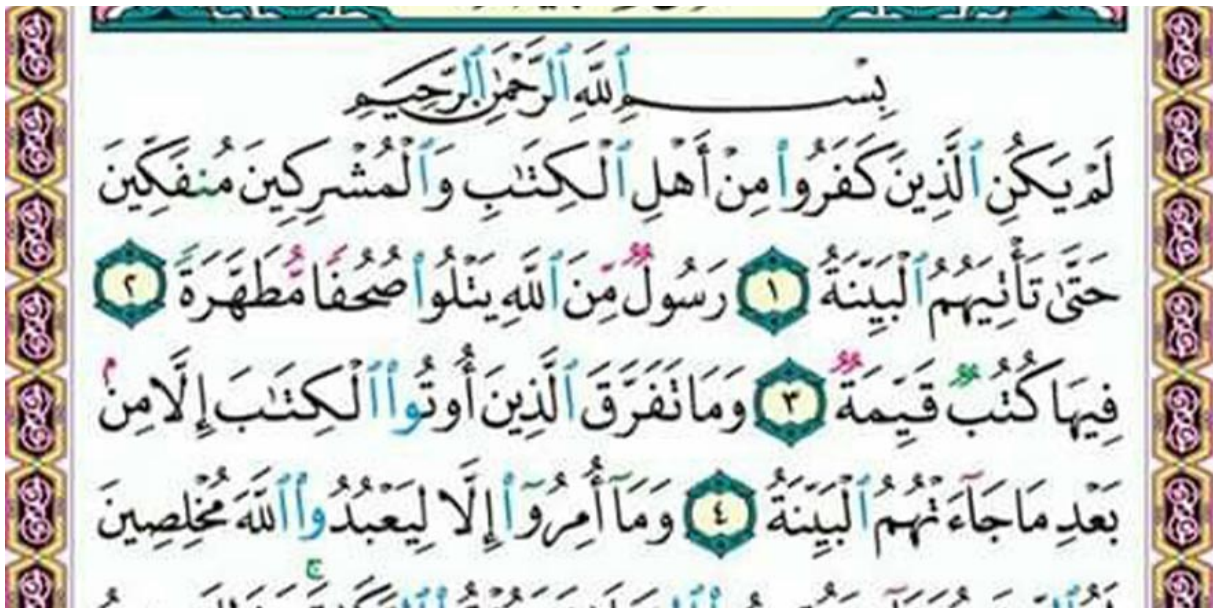 بِسْمِ ٱللَّهِ ٱلرَّحْمَٰنِ ٱلرَّحِيمِ
لَمْ يَكُنِ ٱلَّذِينَ كَفَرُوا۟ مِنْ أَهْلِ ٱلْكِتَٰبِ وَٱلْمُشْرِكِينَ مُنفَكِّينَ
حَتَّىٰ تَأْتِيَهُمُ ٱلْبَيِّنَةُ ١ رَسُولٌ مِّنَ ٱللَّهِ يَتْلُوا۟ صُحُفًا مُّطَهَّرَةً ٢
فِيهَا كُتُبٌ قَيِّمَةٌ ٣ وَمَا تَفَرَّقَ ٱلَّذِينَ أُوتُوا۟ ٱلْكِتَٰبَ إِلَّا مِنۢ
بَعْدِ مَا جَآءَتْهُمُ ٱلْبَيِّنَةُ ٤ وَمَآ أُمِرُوٓا۟ إِلَّا لِيَعْبُدُوا۟ ٱللَّهَ مُخْلِصِينَ